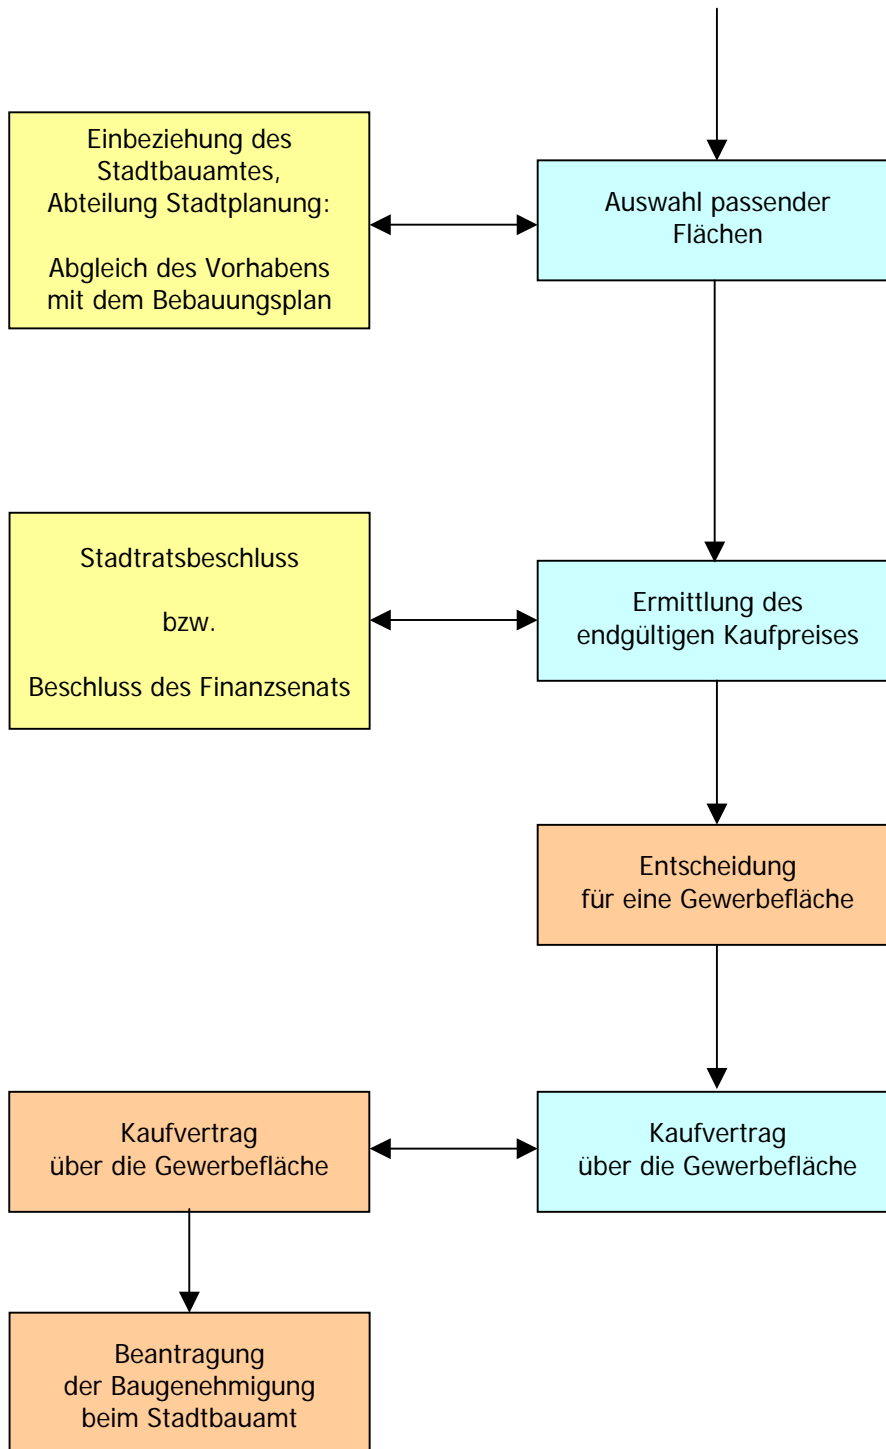 Einbeziehung des
Stadtbauamtes,
Abteilung Stadtplanung:
Abgleich des Vorhabens
mit dem Bebauungsplan
Auswahl passender
Flächen
Stadtratsbeschluss
bzw.
Beschluss des Finanzsenats
Ermittlung des
endgültigen Kaufpreises
Entscheidung
für eine Gewerbefläche
Kaufvertrag
über die Gewerbefläche
Kaufvertrag
über die Gewerbefläche
Beantragung
der Baugenehmigung
beim Stadtbauamt